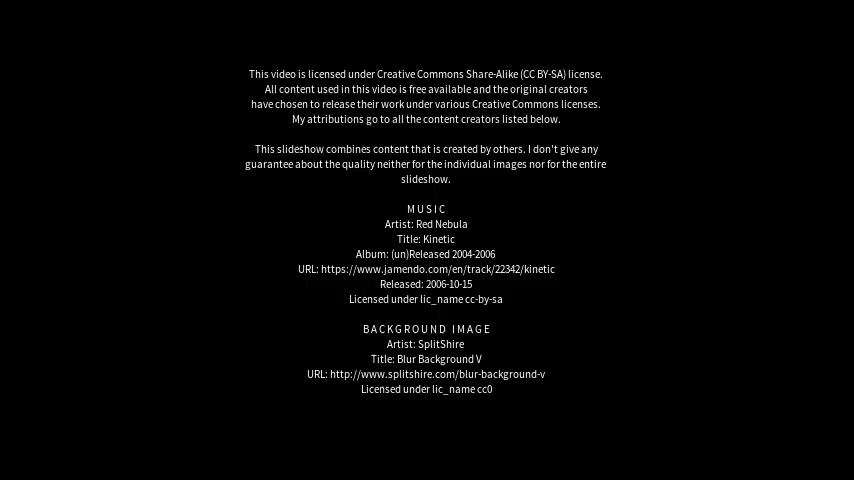 This video is licensed under Creative Commons Share-Alike (CC BY-SA) license.
All content used in this video is free available and the original creators
have chosen to release their work under various Creative Commons licenses.
My attributions go to all the content creators listed below.
This slideshow combines content that is created by others. I don't give any
guarantee about the quality neither for the individual images nor for the entire
slideshow.
MUSIC
Artist: Red Nebula
Title: Kinetic
Album: (un)Released 2004-2006
URL: https://www.jamendo.com/en/track/22342/kinetic
Released: 2006-10-15
Licensed under lic_name cc-by-sa
BACKGROUND IMAGE
Artist: SplitShire
Title: Blur Background V
URL: http://www.splitshire.com/blur-background-v
Licensed under lic_name cc0